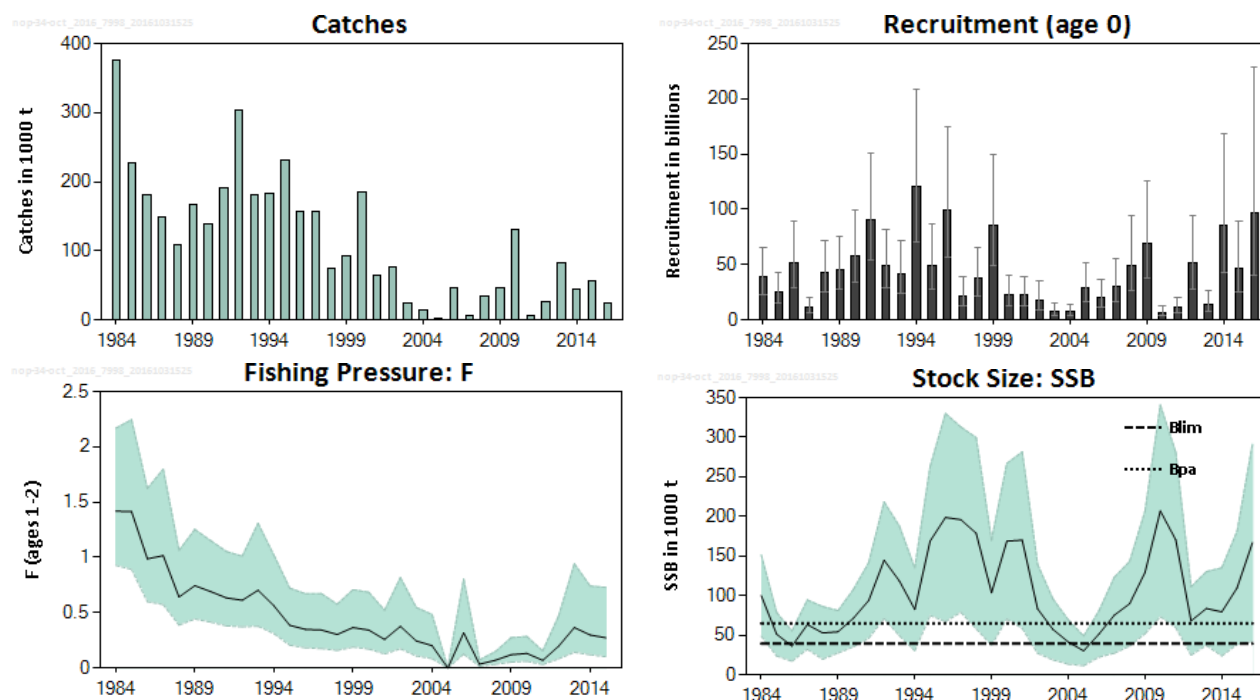 nop-34-oct_2016_7998_20161031525
Catches
Catches in 1000 t
400
300
200
100
0
1984 1989 1994 1999 2004 2009 2014
nop-34-oct_2016_7998_20161031525
Recruitment (age 0)
Recruitment in billions
250
200
150
100
50
0
1984 1989 1994 1999 2004 2009 2014
nop-34-oct_2016_7998_20161031525
Fishing Pressure: F
F (ages 1-2)
2.5
2
1.5
1
0.5
0
1984 1989 1994 1999 2004 2009 2014
nop-34-oct_2016_7998_20161031525
Stock Size: SSB
SSB in 1000 t
350
300
250
200
150
100
50
0
Blim
Bpa
1984 1989 1994 1999 2004 2009 2014